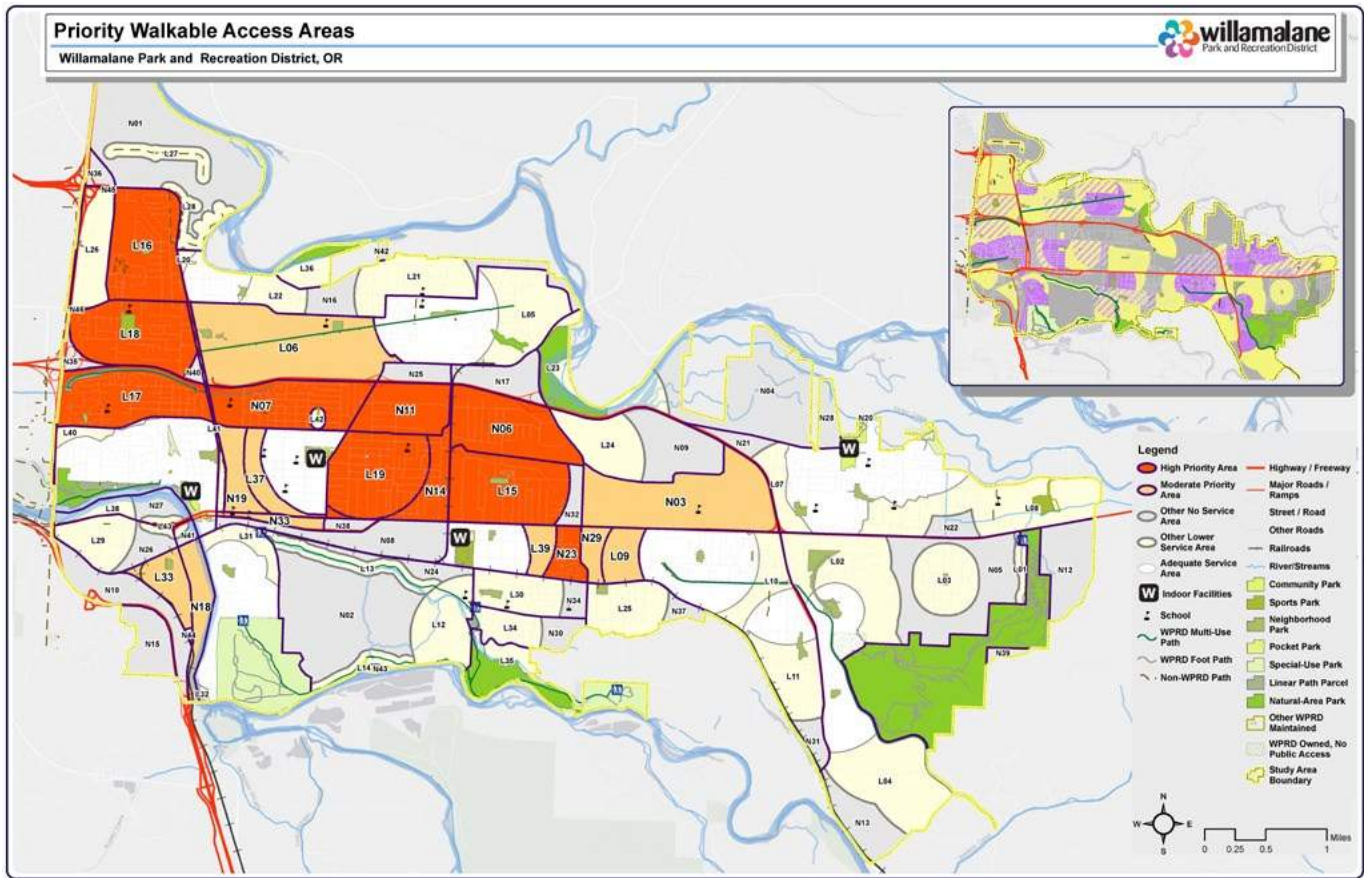 Priority Walkable Access Areas
Willamalane Park and Recreation District, OR
willamalane
Park and Recreation District
N01
L27
N36
N45
L28
L26
L16
L20
L36
N42
L22
N16
L21
L05
N46
L18
L06
N35
N40
N25
N17
L23
L17
N07
L42
N11
N06
N04
N28
N20
L40
L41
L24
N09
N21
L37
L19
L15
L07
N19
N14
N03
N32
L08
N22
N33
N38
N08
L38
N27
L43
N41
L31
L29
N26
L33
N10
N18
N44
N15
L32
L13
N24
N02
L12
L14
N43
L30
L34
L35
N34
N30
L39
N23
N29
L09
L25
N37
L10
L02
L03
N05
L01
N12
N39
L11
N31
L04
N13
W
W
W
W
Legend
High Priority Area
Moderate Priority
Area
Other No Service
Area
Other Lower
Service Area
Adequate Service
Area
W Indoor Facilities
School
WPRD Multi-Use
Path
WPRD Foot Path
Non-WPRD Path
Highway / Freeway
Major Roads /
Ramps
Street / Road
Other Roads
Railroads
River/Streams
Community Park
Sports Park
Neighborhood
Park
Pocket Park
Special-Use Park
Linear Path Parcel
Natural-Area Park
Other WPRD
Maintained
WPRD Owned, No
Public Access
Study Area
Boundary
N
W E
S
Miles
0 0.25 0.5 1